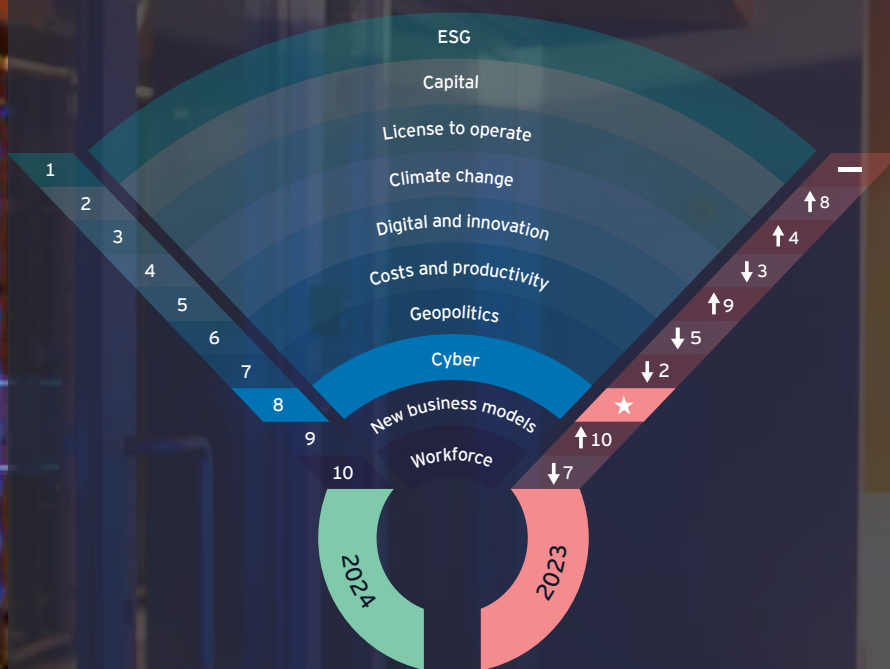 ESG
Capital
License to operate
Climate change
Digital and innovation
Costs and productivity
Geopolitics
Cyber
New business models
Workforce
1
2
3
4
5
6
7
8
9
10
8
4
3
9
5
2
10
7
2024
2023